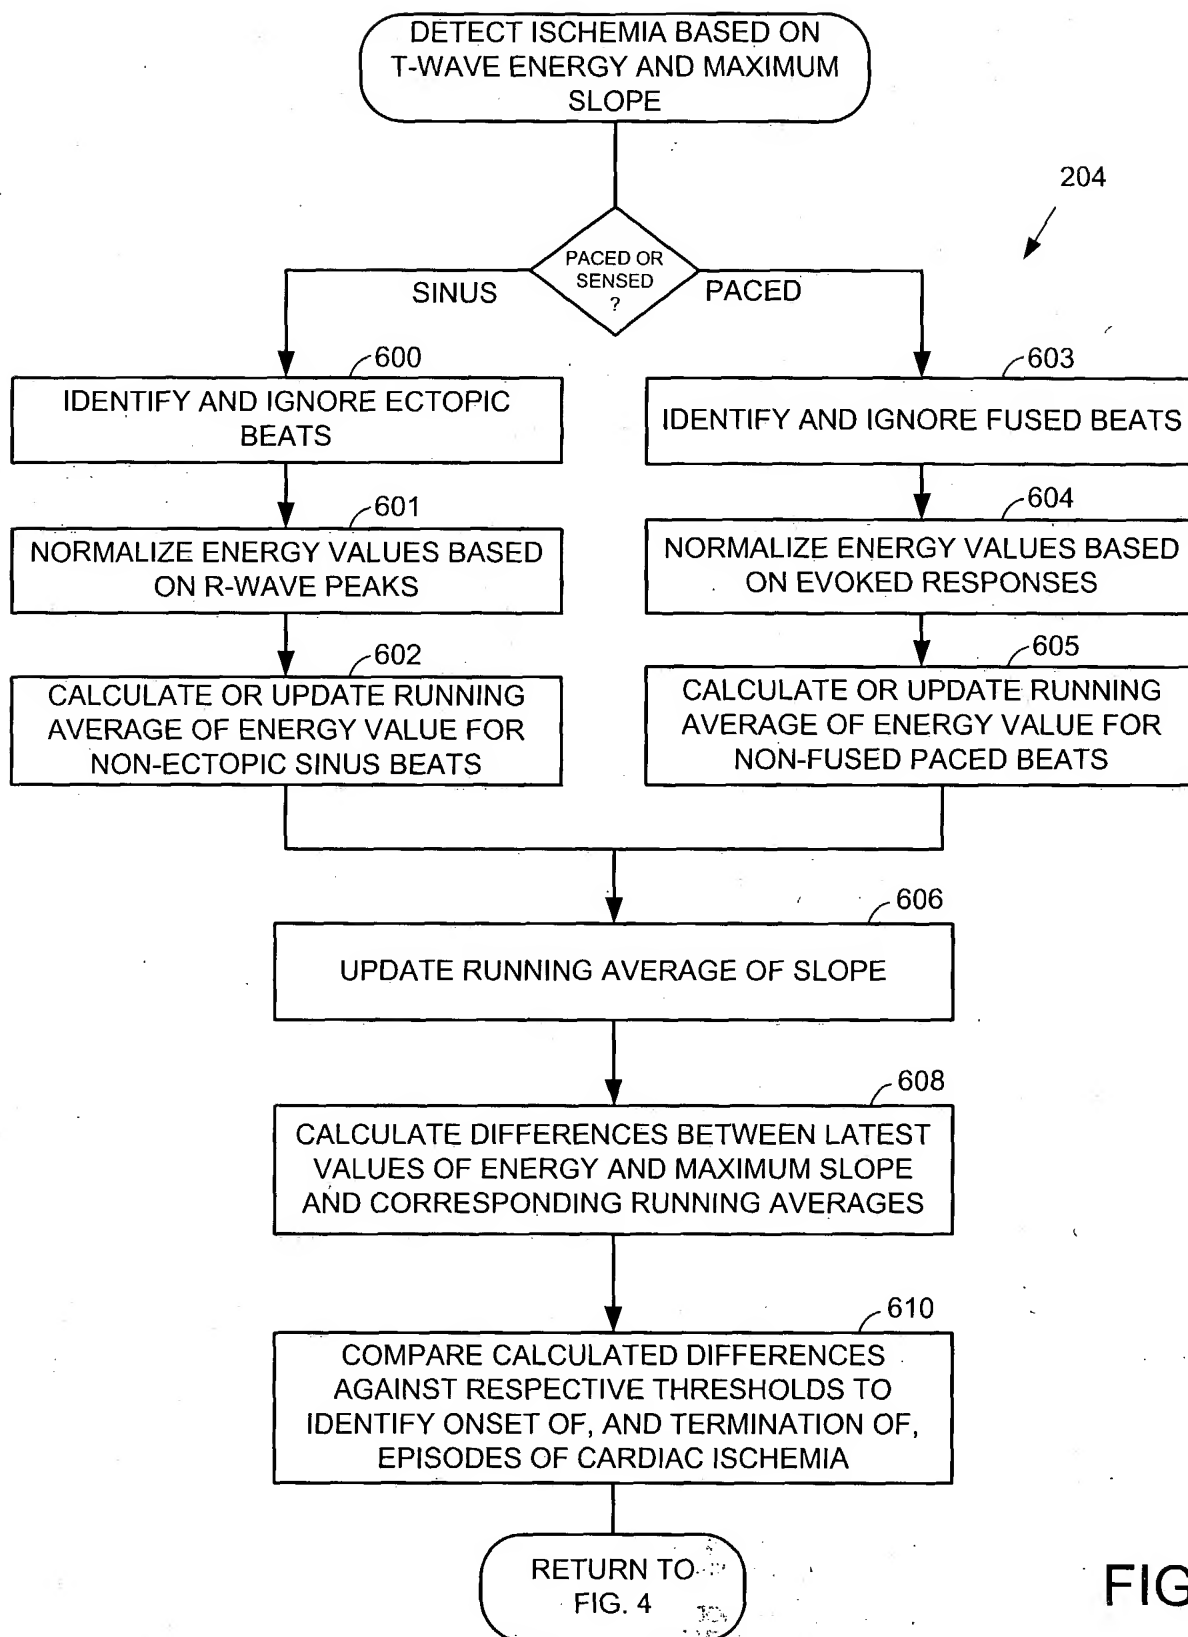 DETECT ISCHEMIA BASED ON
T-WAVE ENERGY AND MAXIMUM
SLOPE
204
PACED OR
SENSED
?
SINUS
PACED
600
IDENTIFY AND IGNORE ECTOPIC
BEATS
603
IDENTIFY AND IGNORE FUSED BEATS
601
NORMALIZE ENERGY VALUES BASED
ON R-WAVE PEAKS
604
NORMALIZE ENERGY VALUES BASED
ON EVOKED RESPONSES
602
CALCULATE OR UPDATE RUNNING
AVERAGE OF ENERGY VALUE FOR
NON-ECTOPIC SINUS BEATS
605
CALCULATE OR UPDATE RUNNING
AVERAGE OF ENERGY VALUE FOR
NON-FUSED PACED BEATS
606
UPDATE RUNNING AVERAGE OF SLOPE
608
CALCULATE DIFFERENCES BETWEEN LATEST
VALUES OF ENERGY AND MAXIMUM SLOPE
AND CORRESPONDING RUNNING AVERAGES
610
COMPARE CALCULATED DIFFERENCES
AGAINST RESPECTIVE THRESHOLDS TO
IDENTIFY ONSET OF, AND TERMINATION OF,
EPISODES OF CARDIAC ISCHEMIA
RETURN TO
FIG. 4
FIG